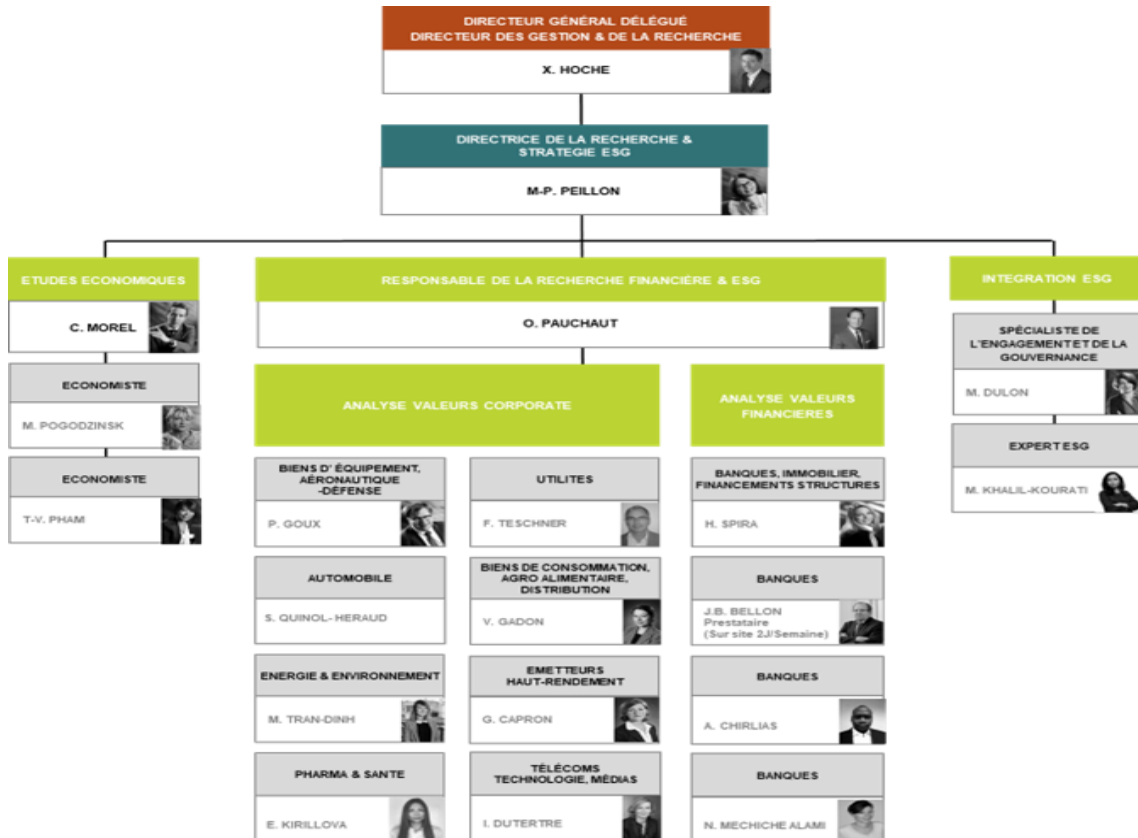 DIRECTEUR GÉNÉRAL DÉLÉGUÉ
DIRECTEUR DES GESTION & DE LA RECHERCHE
X. HOCHE
DIRECTRICE DE LA RECHERCHE &
STRATEGIE ESG
M-P. PEILLON
ETUDES ECONOMIQUES
C. MOREL
ECONOMISTE
M. POGODZINSK
ECONOMISTE
T-V. PHAM
RESPONSABLE DE LA RECHERCHE FINANCIÉRE & ESG
O. PAUCHAUT
ANALYSE VALEURS CORPORATE
BIENS D' ÉQUIPEMENT,
AÉRONAUTIQUE
-DÉFENSE
P. GOUX
AUTOMOBILE
S. QUINOL- HERAUD
ENERGIE & ENVIRONNEMENT
M. TRAN-DINH
PHARMA & SANTE
E. KIRILLOVA
UTILITES
F. TESCHNER
BIENS DE CONSOMMATION,
AGRO ALIMENTAIRE,
DISTRIBUTION
V. GADON
EMETTEURS
HAUT-RENDEMENT
G. CAPRON
TÉLÉCOMS
TECHNOLOGIE, MÉDIAS
I. DUTERTRE
ANALYSE VALEURS
FINANCIERES
BANQUES, IMMOBILIER,
FINANCEMENTS STRUCTURES
H. SPIRA
BANQUES
J.B. BELLON
Prestataire
(Sur site 2J/Semaine)
BANQUES
A. CHIRLIAS
BANQUES
N. MECHICHE ALAMI
INTEGRATION ESG
SPÉCIALISTE DE
L'ENGAGEMENT ET DE LA
GOUVERNANCE
M. DULON
EXPERT ESG
M. KHALIL-KOURATI